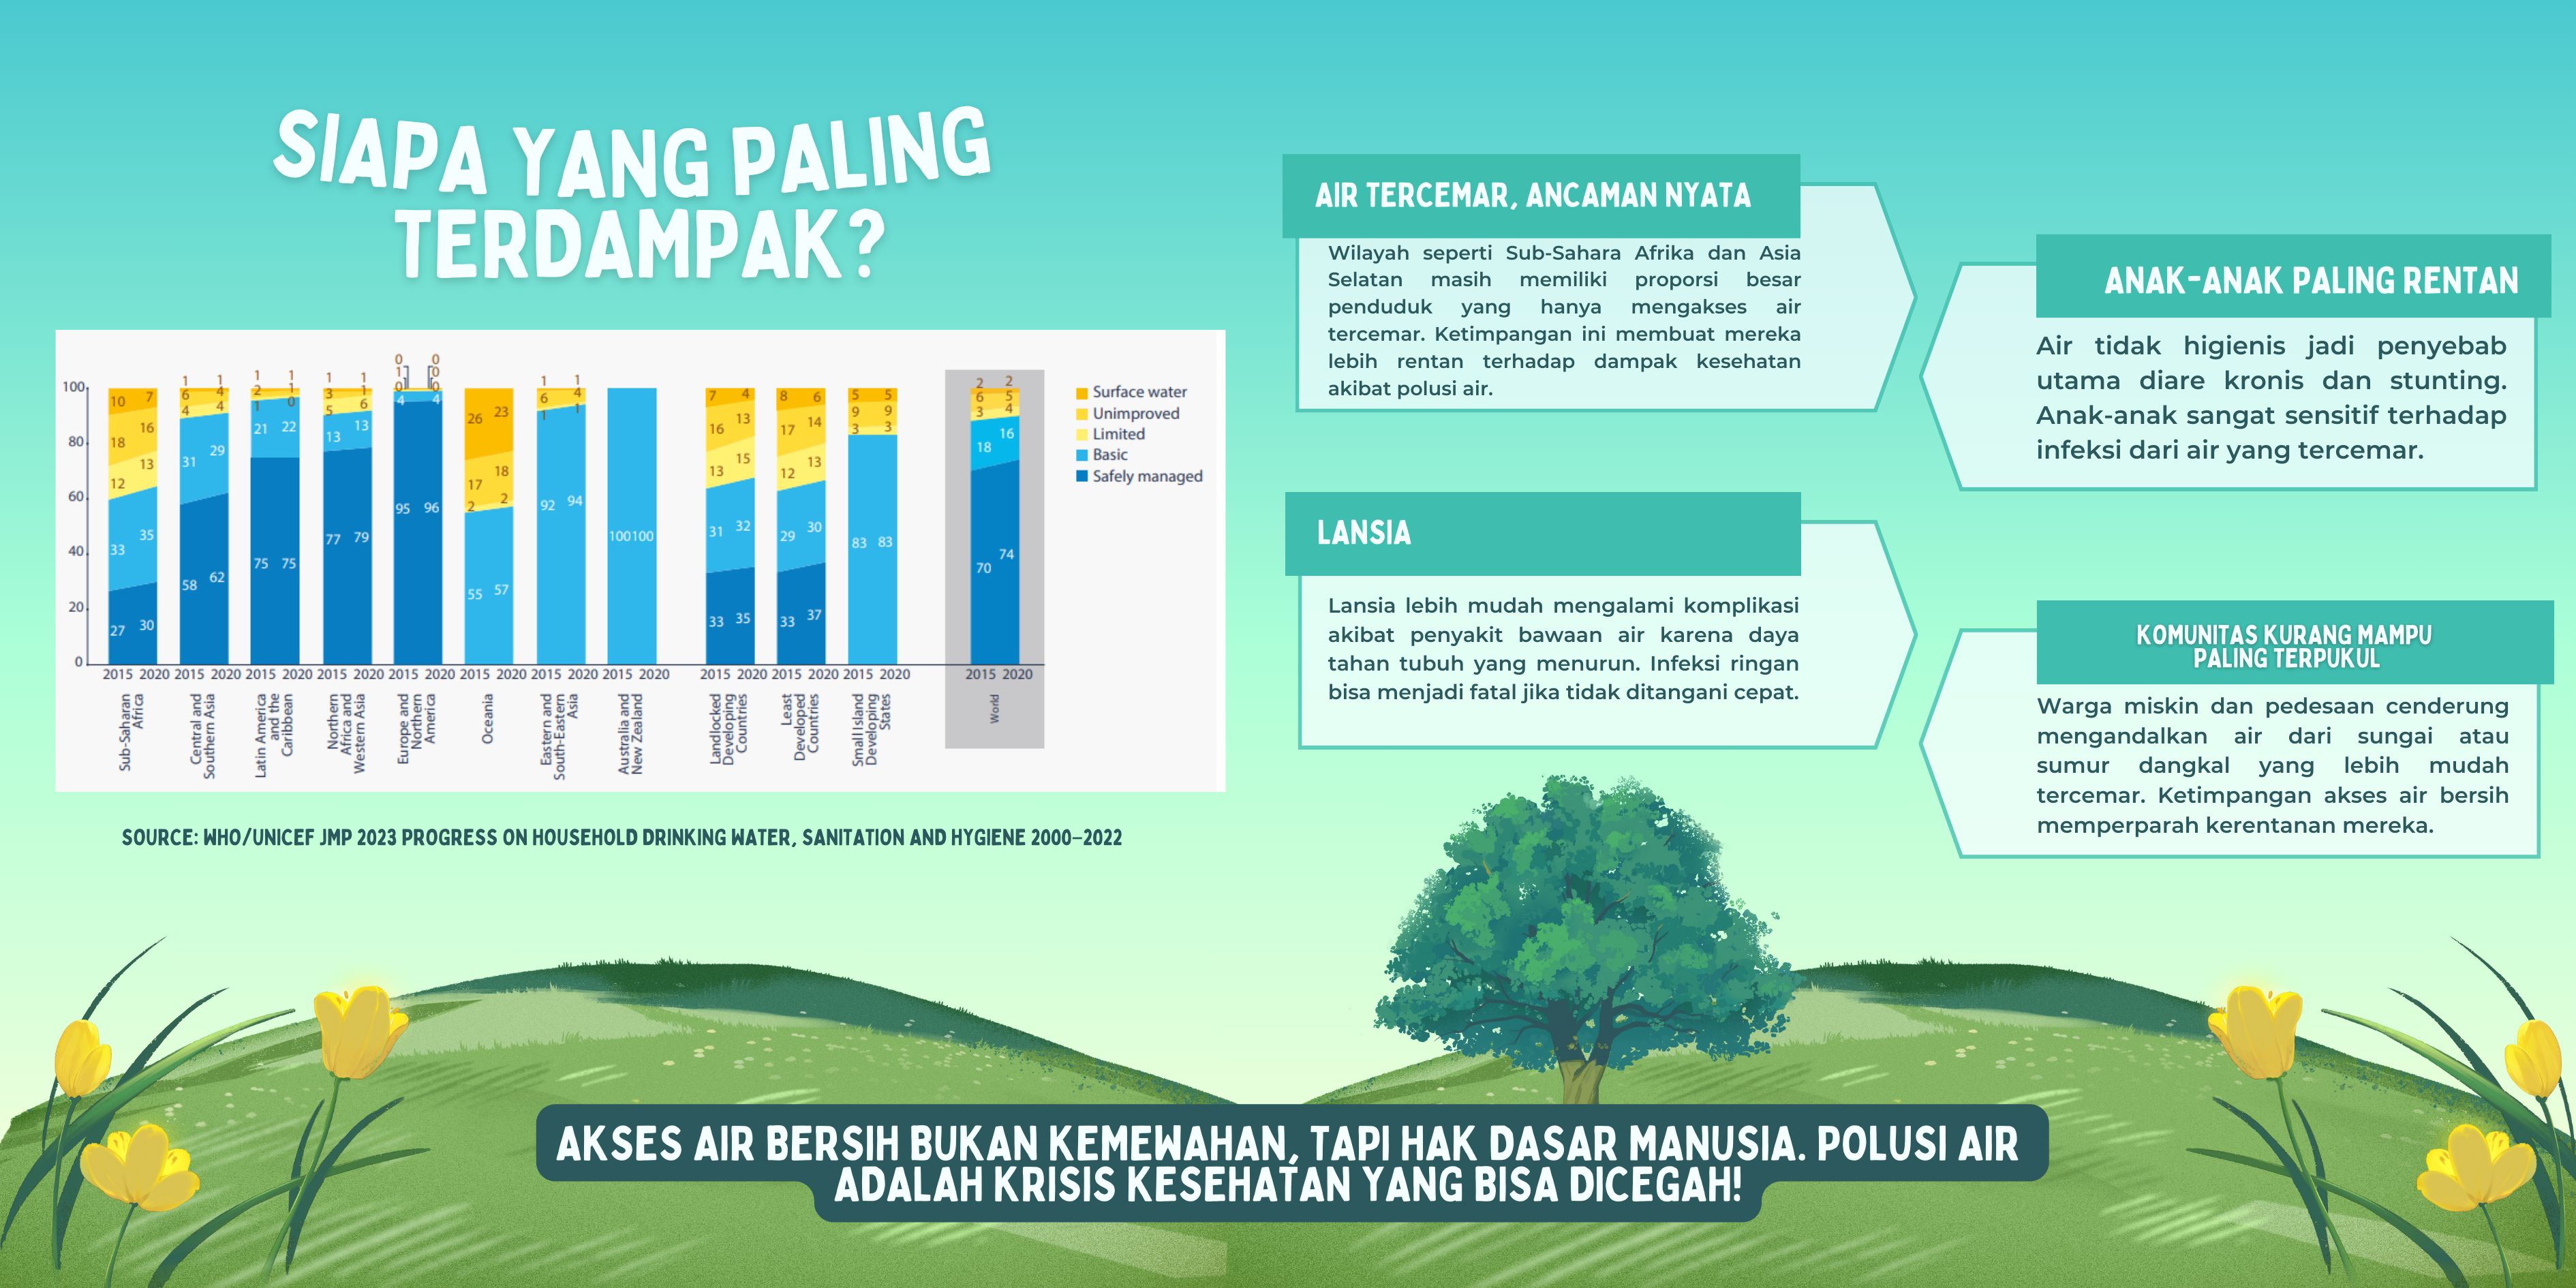 SIAPA YANG PALING
TERDAMPAK?
1 1 1 1 1 1 0 0 1 1 2 2
100
80
60
40
20
0
10 7
18 16
12 13
33 35
27 30
6 4
4 4
31 29
58 62
2 1
1 0
21 22
75 75
3 1
5 6
13 13
77 79
1 0
0 0
4 4
95 96
26 23
17 18
2 2
55 57
6 4
1 1
92 94
100100
7 4
16 13
13 15
31 32
33 35
8 6
17 14
12 13
29 30
33 37
5 5
9 9
3 3
83 83
6 5
3 4
18 16
70 74
2015 2020 2015 2020 2015 2020 2015 2020 2015 2020 2015 2020 2015 2020 2015 2020 2015 2020 2015 2020 2015 2020 2015 2020
Sub-Saharan
Africa
Central and
Southern Asia
Latin America
and the
Caribbean
Northern
Africa and
Western Asia
Europe and
Northern
America
Oceania
Eastern and
South-Eastern
Asia
Australia and
New Zealand
Landlocked
Developing
Countries
Least
Developed
Countries
Small Island
Developing
States
World
Surface water
Unimproved
Limited
Basic
Safely managed
SOURCE: WHO/UNICEF JMP 2023 PROGRESS ON HOUSEHOLD DRINKING WATER, SANITATION AND HYGIENE 2000–2022
AIR TERCEMAR, ANCAMAN NYATA
Wilayah seperti Sub-Sahara Afrika dan Asia
Selatan masih memiliki proporsi besar
penduduk yang hanya mengakses air
tercemar. Ketimpangan ini membuat mereka
lebih rentan terhadap dampak kesehatan
akibat polusi air.
ANAK-ANAK PALING RENTAN
Air tidak higienis jadi penyebab
utama diare kronis dan stunting.
Anak-anak sangat sensitif terhadap
infeksi dari air yang tercemar.
LANSIA
Lansia lebih mudah mengalami komplikasi
akibat penyakit bawaan air karena daya
tahan tubuh yang menurun. Infeksi ringan
bisa menjadi fatal jika tidak ditangani cepat.
KOMUNITAS KURANG MAMPU
PALING TERPUKUL
Warga miskin dan pedesaan cenderung
mengandalkan air dari sungai atau
sumur dangkal yang lebih mudah
tercemar. Ketimpangan akses air bersih
memperparah kerentanan mereka.
AKSES AIR BERSIH BUKAN KEMEWAHAN, TAPI HAK DASAR MANUSIA. POLUSI AIR
ADALAH KRISIS KESEHATAN YANG BISA DICEGAH!